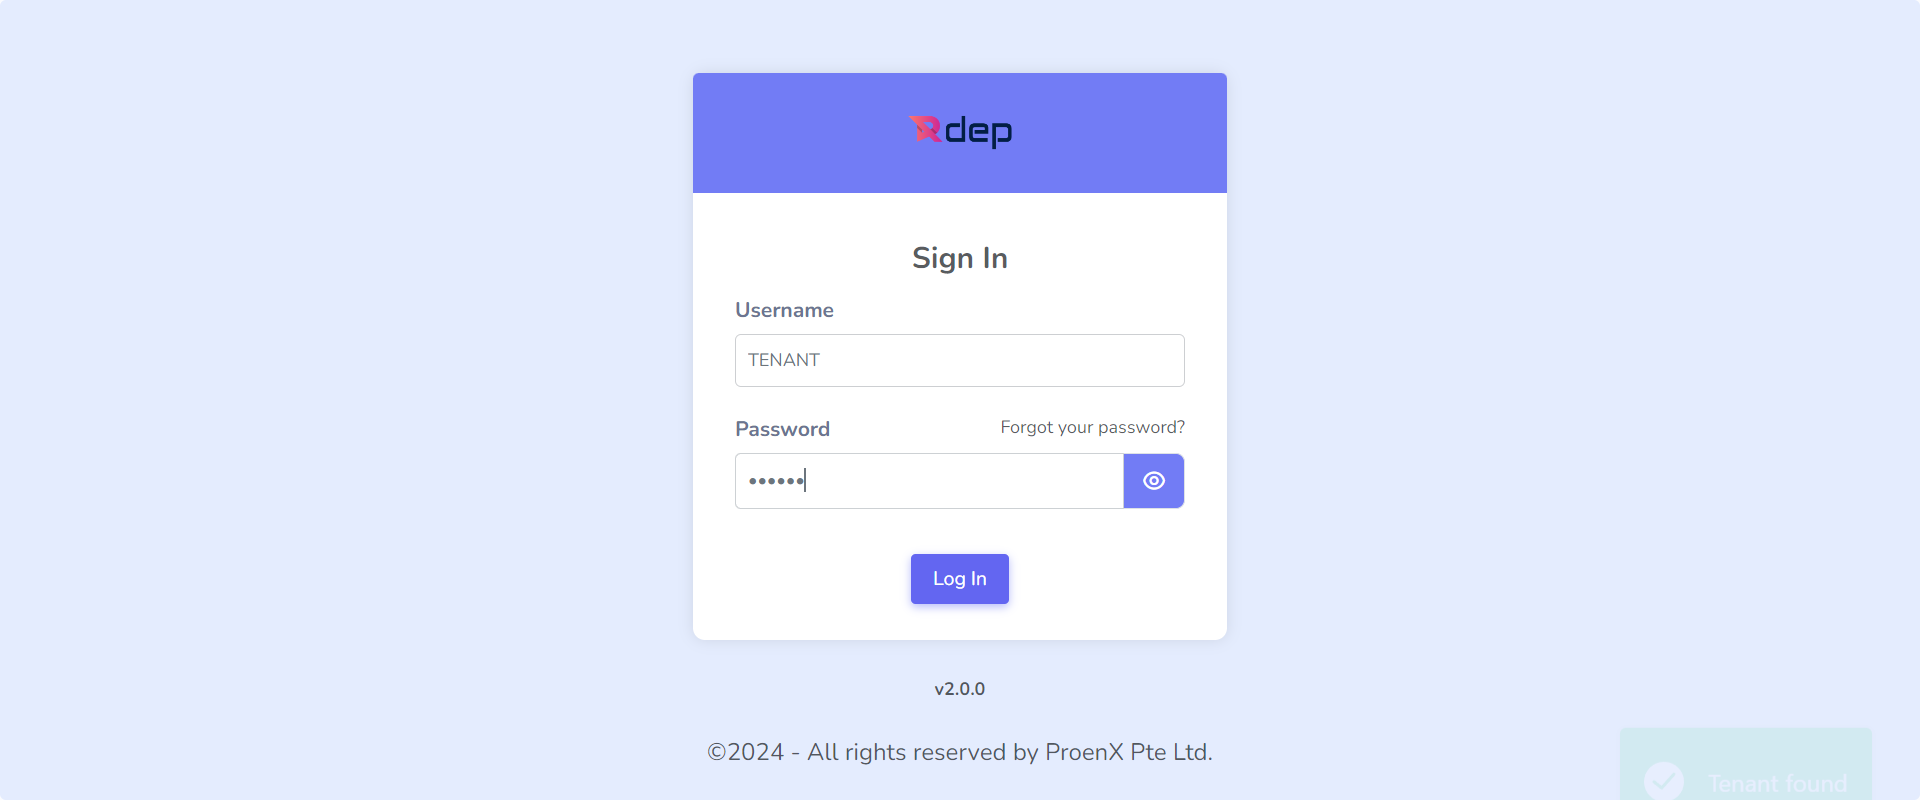 Rdep
Sign In
Username
TENANT
Password
Forgot your password?
••••••
Log In
v2.0.0
©2024 - All rights reserved by ProenX Pte Ltd.
Tenant found